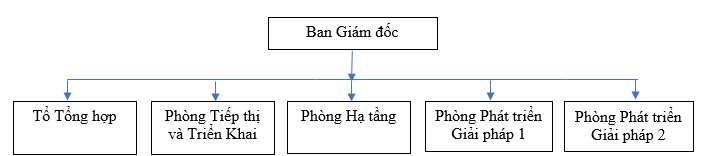 Ban Giám đốc
Tổ Tổng hợp
Phòng Tiếp thị
và Triển Khai
Phòng Hạ tầng
Phòng Phát triển
Giải pháp 1
Phòng Phát triển
Giải pháp 2